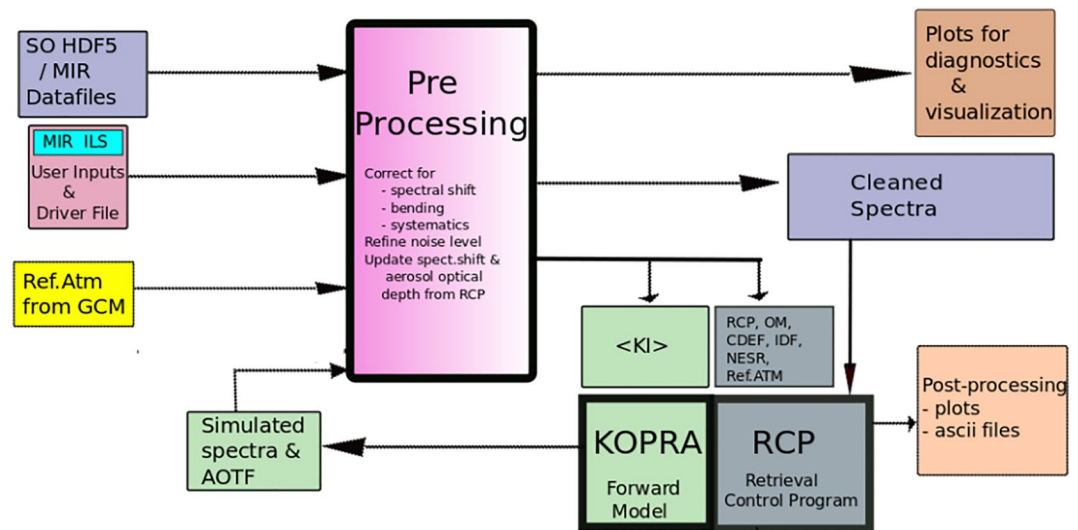 SO HDF5
/ MIR
Datafiles
MIR ILS
User Inputs
&
Driver File
Ref.Atm
from GCM
Pre
Processing
Correct for
- spectral shift
- bending
- systematics
Refine noise level
Update spect.shift &
aerosol optical
depth from RCP
Plots for
diagnostics
&
visualization
Cleaned
Spectra
<KI>
RCP, OM,
CDEF, IDF,
NESR,
Ref.ATM
Simulated
spectra &
AOTF
KOPRA
Forward
Model
RCP
Retrieval
Control Program
Post-processing
- plots
- ascii files